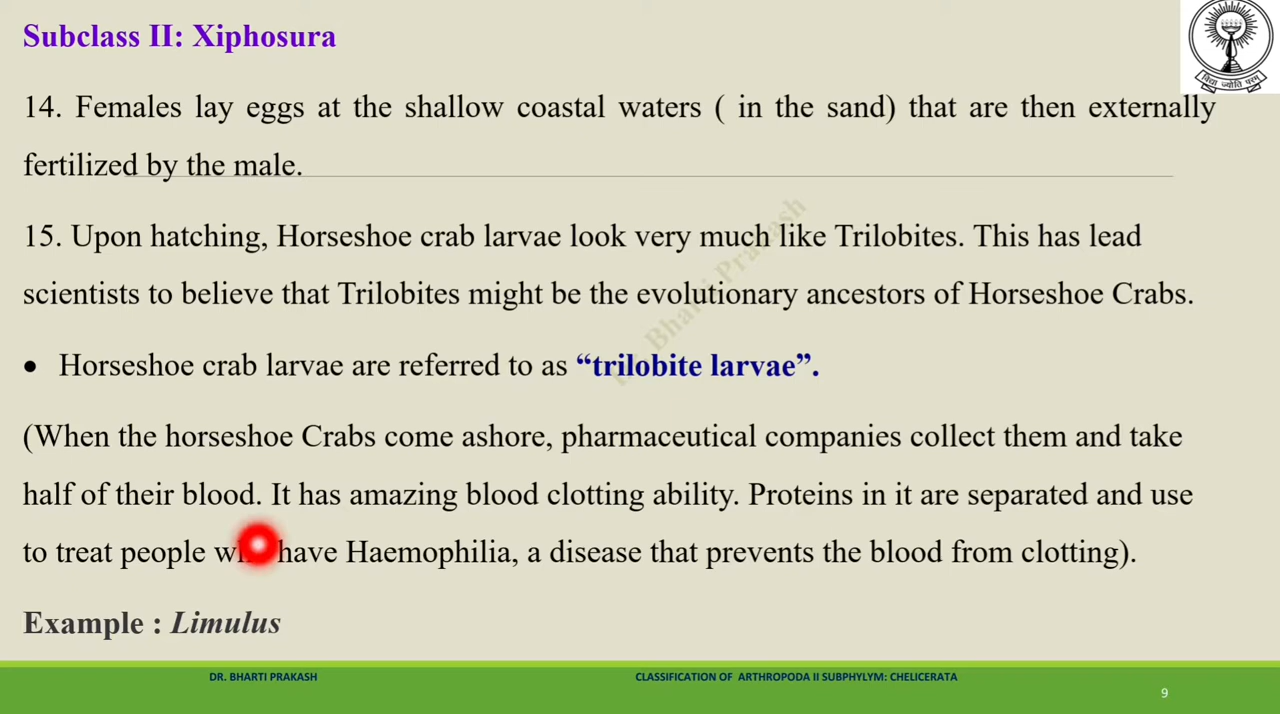 Subclass II: Xiphosura
14. Females lay eggs at the shallow coastal waters ( in the sand) that are then externally
fertilized by the male.
15. Upon hatching, Horseshoe crab larvae look very much like Trilobites. This has lead
scientists to believe that Trilobites might be the evolutionary ancestors of Horseshoe Crabs.
• Horseshoe crab larvae are referred to as “trilobite larvae”.
(When the horseshoe Crabs come ashore, pharmaceutical companies collect them and take
half of their blood. It has amazing blood clotting ability. Proteins in it are separated and use
to treat people have Haemophilia, a disease that prevents the blood from clotting).
Example : Limulus
DR. BHARTI PRAKASH
CLASSIFICATION OF ARTHROPODA II SUBPHYLYM: CHELICERATA
9
Bharti Prakash
विद्यैव ज्योति परम्